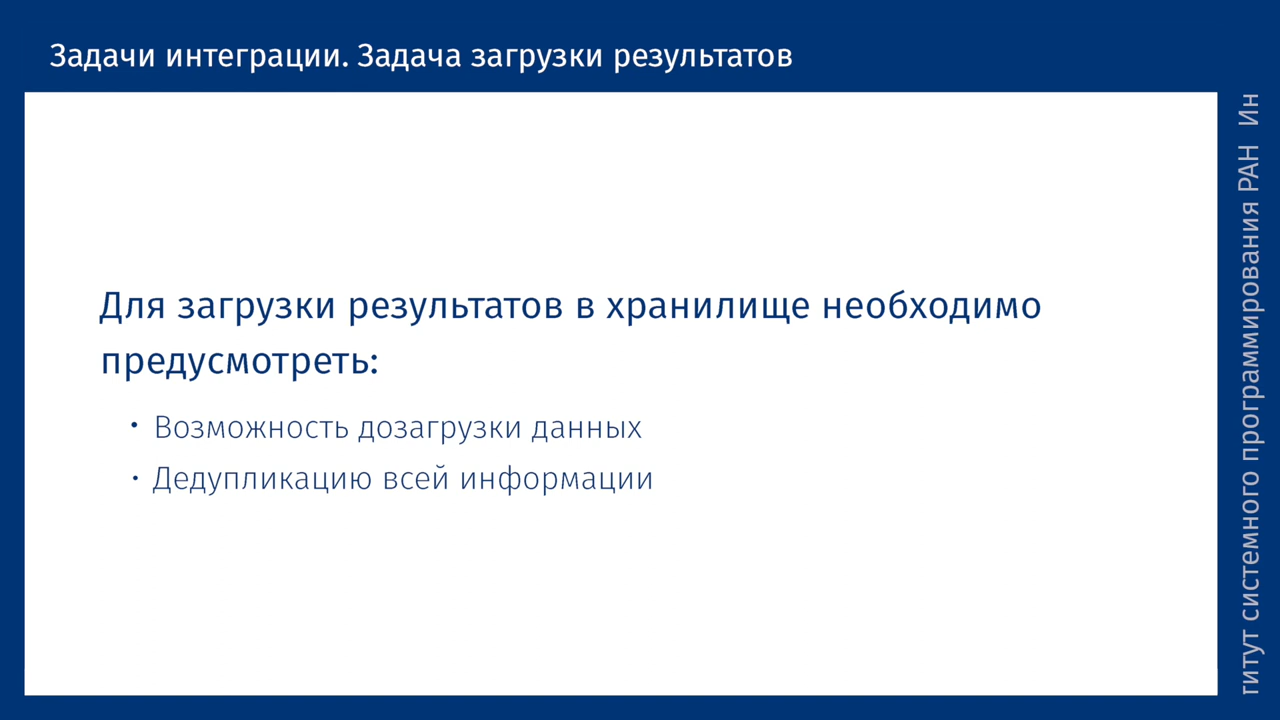 Задачи интеграции. Задача загрузки результатов
Для загрузки результатов в хранилище необходимо
предусмотреть:
• Возможность дозагрузки данных
• Дедупликацию всей информации
гитут системного программирования РАН Ин